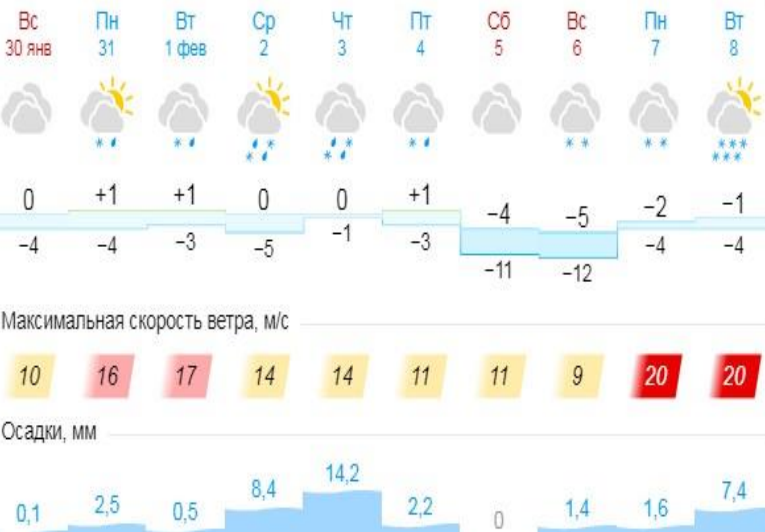 Вс Пн Вт Ср Чт Пт Сб Вс Пн Вт
30 янв 31 1 фев 2 3 4 5 6 7 8
0 +1 +1 0 0 +1 −4 −5 −2 −1
−4 −4 −3 −5 −1 −3 −11 −12 −4 −4
Максимальная скорость ветра, м/с
10 16 17 14 14 11 11 9 20 20
Осадки, мм
0,1 2,5 0,5 8,4 14,2 2,2 0 1,4 1,6 7,4